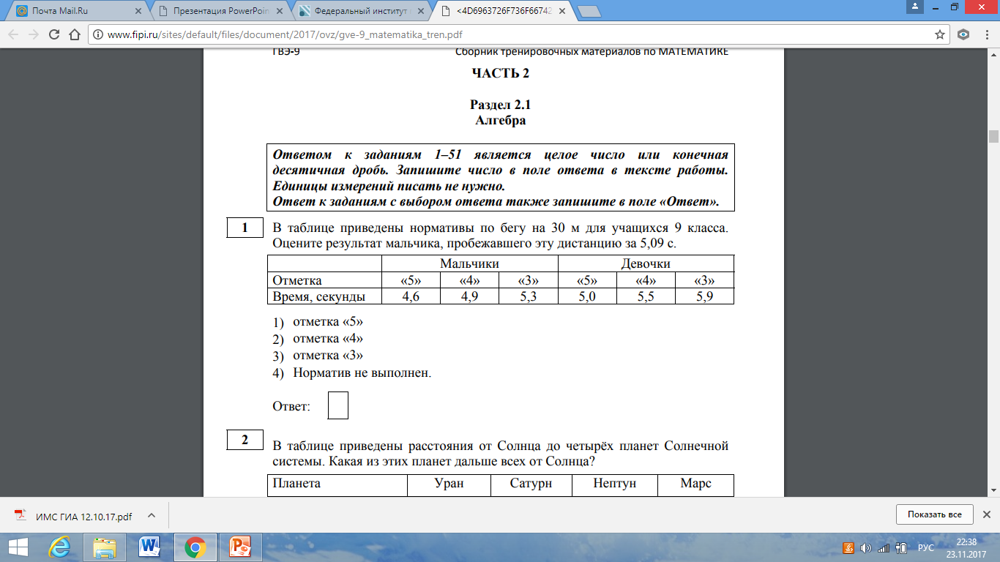 Почта Mail.Ru
Презентация PowerPoin
Федеральный институт
<4D6963726F736F66742
www.fipi.ru/sites/default/files/document/2017/ovz/gve-9_matematika_tren.pdf
ГВЭ-9 Сборник тренировочных материалов по МАТЕМАТИКЕ
ЧАСТЬ 2
Раздел 2.1
Алгебра
Ответом к заданиям 1–51 является целое число или конечная
десятичная дробь. Запишите число в поле ответа в тексте работы.
Единицы измерений писать не нужно.
Ответ к заданиям с выбором ответа также запишите в поле «Ответ».
1 В таблице приведены нормативы по бегу на 30 м для учащихся 9 класса.
Оцените результат мальчика, пробежавшего эту дистанцию за 5,09 с.
Мальчики Девочки
Отметка «5» «4» «3» «5» «4» «3»
Время, секунды 4,6 4,9 5,3 5,0 5,5 5,9
1) отметка «5»
2) отметка «4»
3) отметка «3»
4) Норматив не выполнен.
Ответ:
2 В таблице приведены расстояния от Солнца до четырёх планет Солнечной
системы. Какая из этих планет дальше всех от Солнца?
Планета Уран Сатурн Нептун Марс
ИМС ГИА 12.10.17.pdf
Показать все
РУС
22:38
23.11.2017